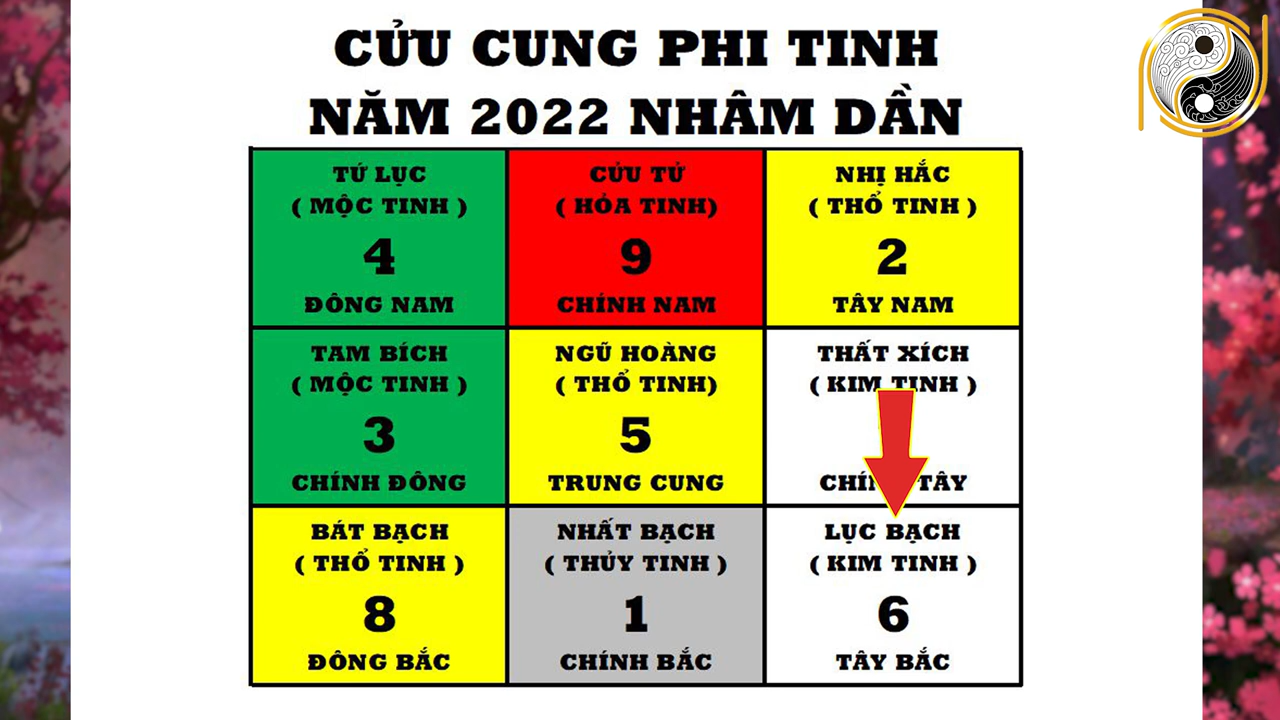 CỬU CUNG PHI TINH
NĂM 2022 NHÂM DẦN
TỨ LỤC
( MỘC TINH )
4
ĐÔNG NAM
CỬU TỬ
( HỎA TINH)
9
CHÍNH NAM
NHỊ HẮC
( THỔ TINH )
2
TÂY NAM
TAM BÍCH
( MỘC TINH )
3
CHÍNH ĐÔNG
NGŨ HOÀNG
( THỔ TINH)
5
TRUNG CUNG
THẤT XÍCH
( KIM TINH )
TÂY
BÁT BẠCH
( THỔ TINH )
8
ĐÔNG BẮC
NHẤT BẠCH
( THỦY TINH )
1
CHÍNH BẮC
LỤC BẠCH
( KIM TINH )
6
TÂY BẮC